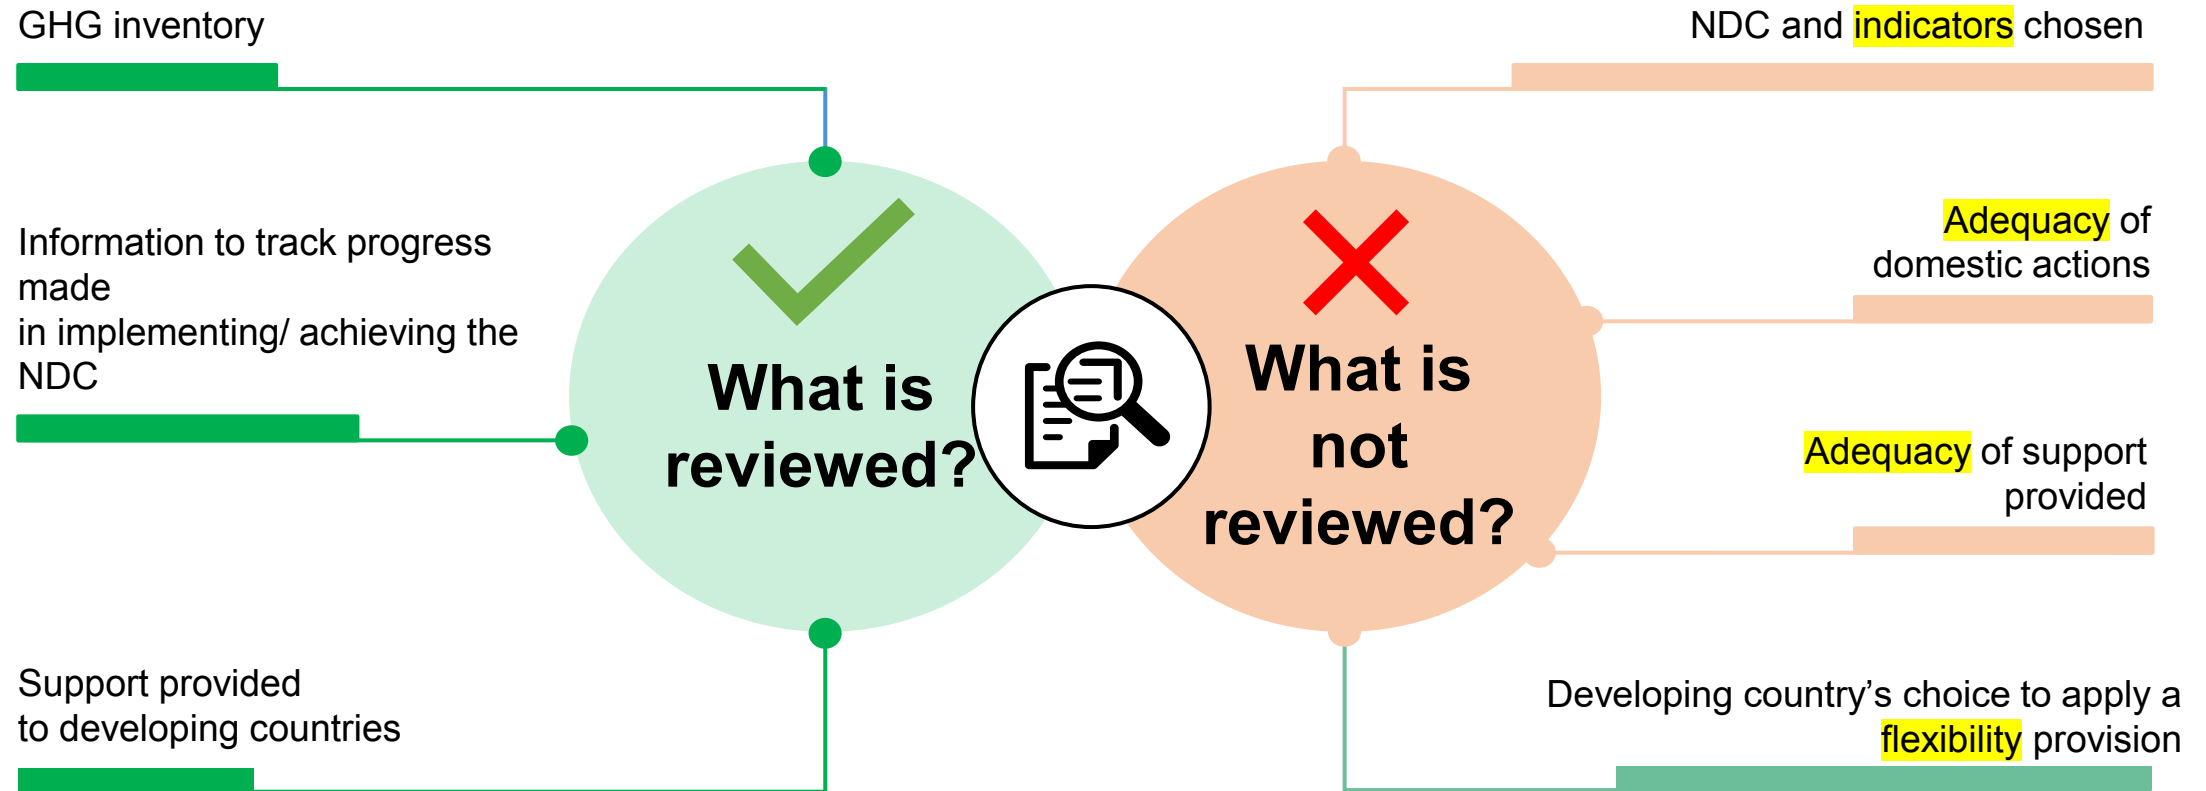 GHG inventory
Information to track progress
made
in implementing/ achieving the
NDC
Support provided
to developing countries
What is
reviewed?
What is
not
reviewed?
NDC and indicators chosen
Adequacy of
domestic actions
Adequacy of support
provided
Developing country’s choice to apply a
flexibility provision